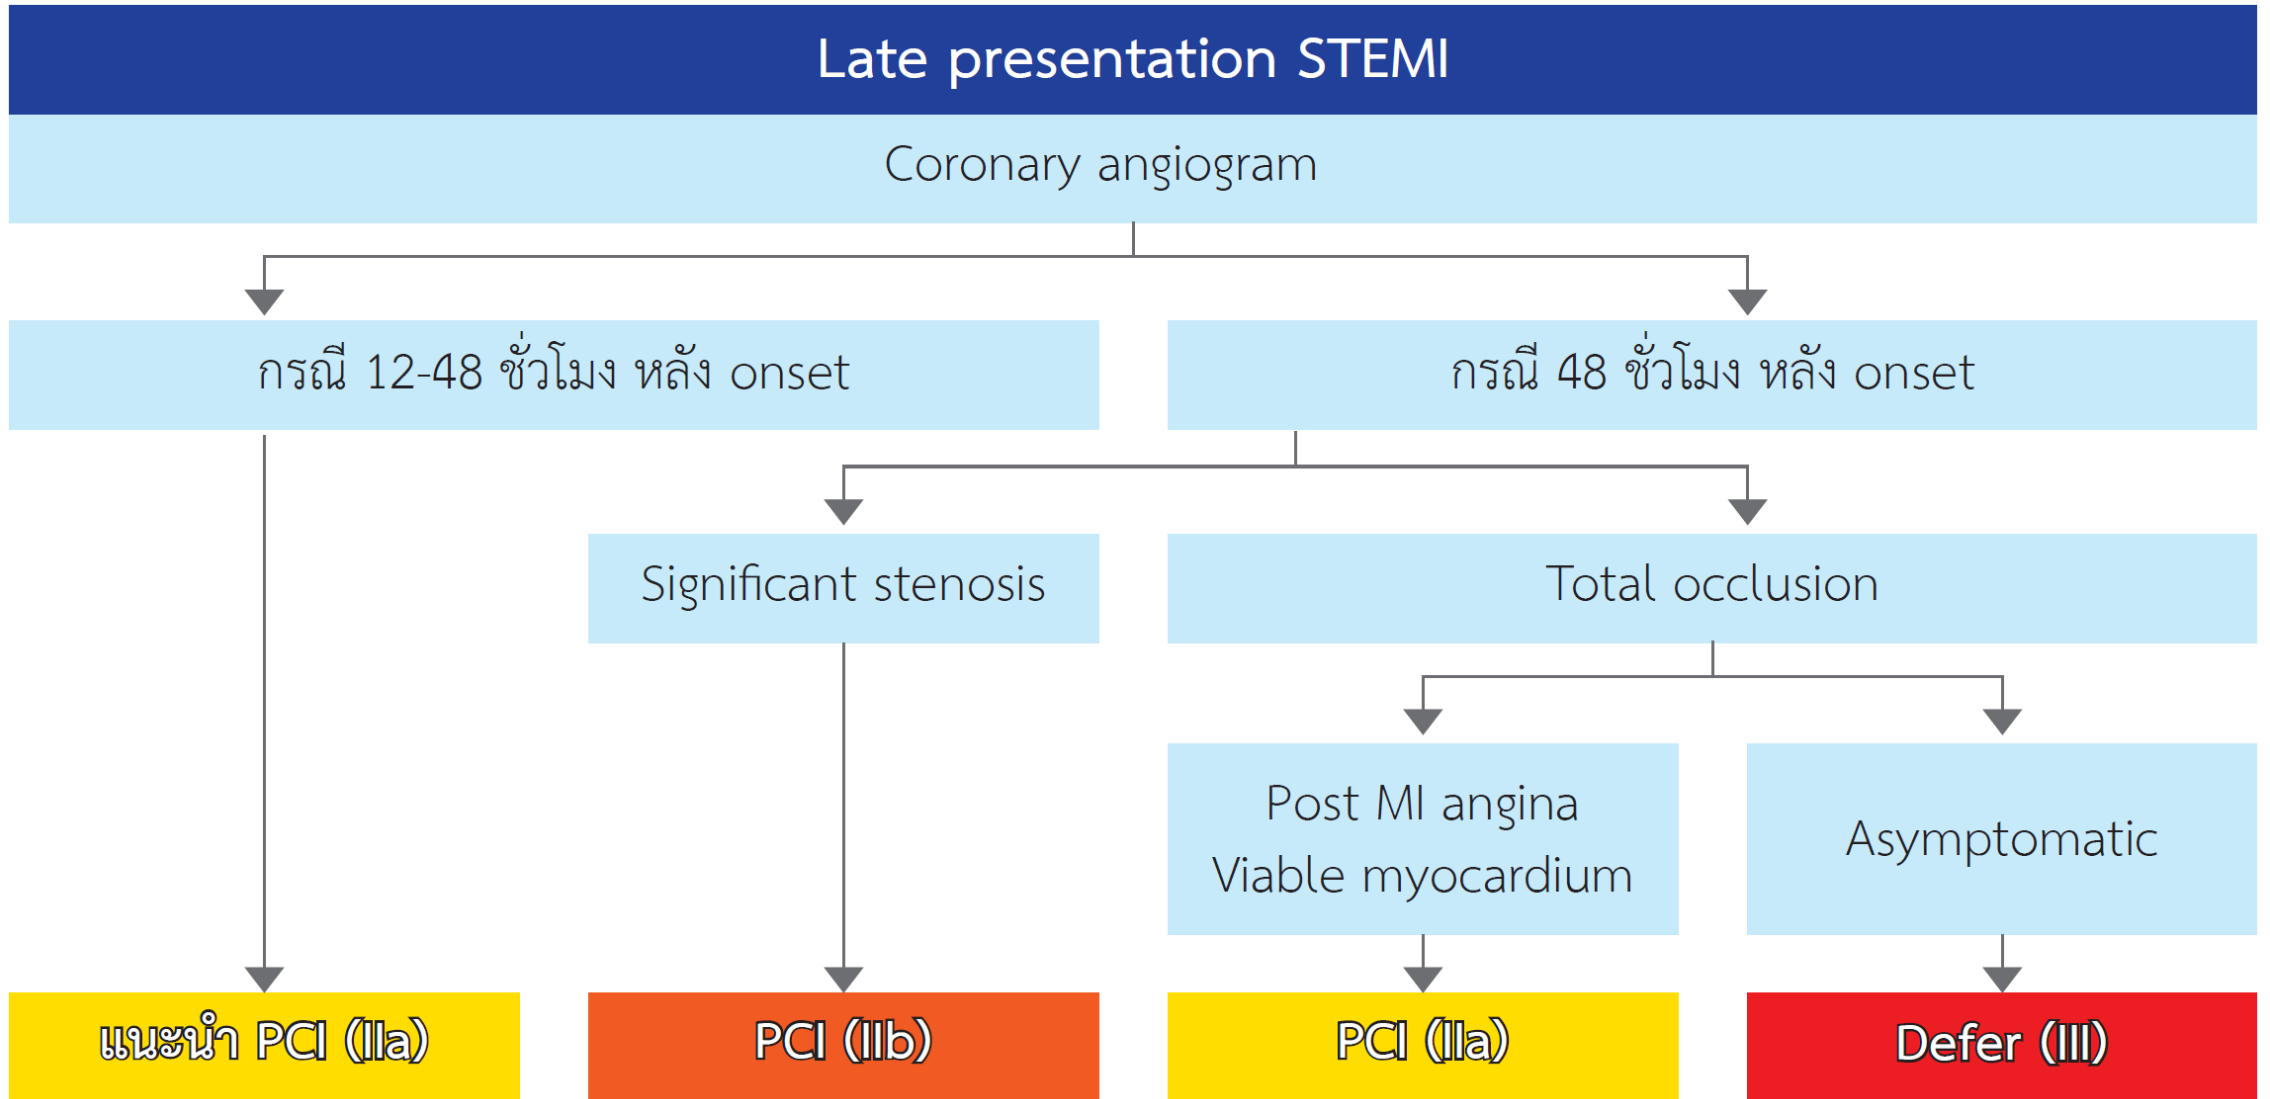 Late presentation STEMI
Coronary angiogram
กรณี 12-48 ชั่วโมง หลัง onset
กรณี 48 ชั่วโมง หลัง onset
Significant stenosis
Total occlusion
Post MI angina
Viable myocardium
Asymptomatic
แนะนำ PCI (IIa)
PCI (IIb)
PCI (IIa)
Defer (III)